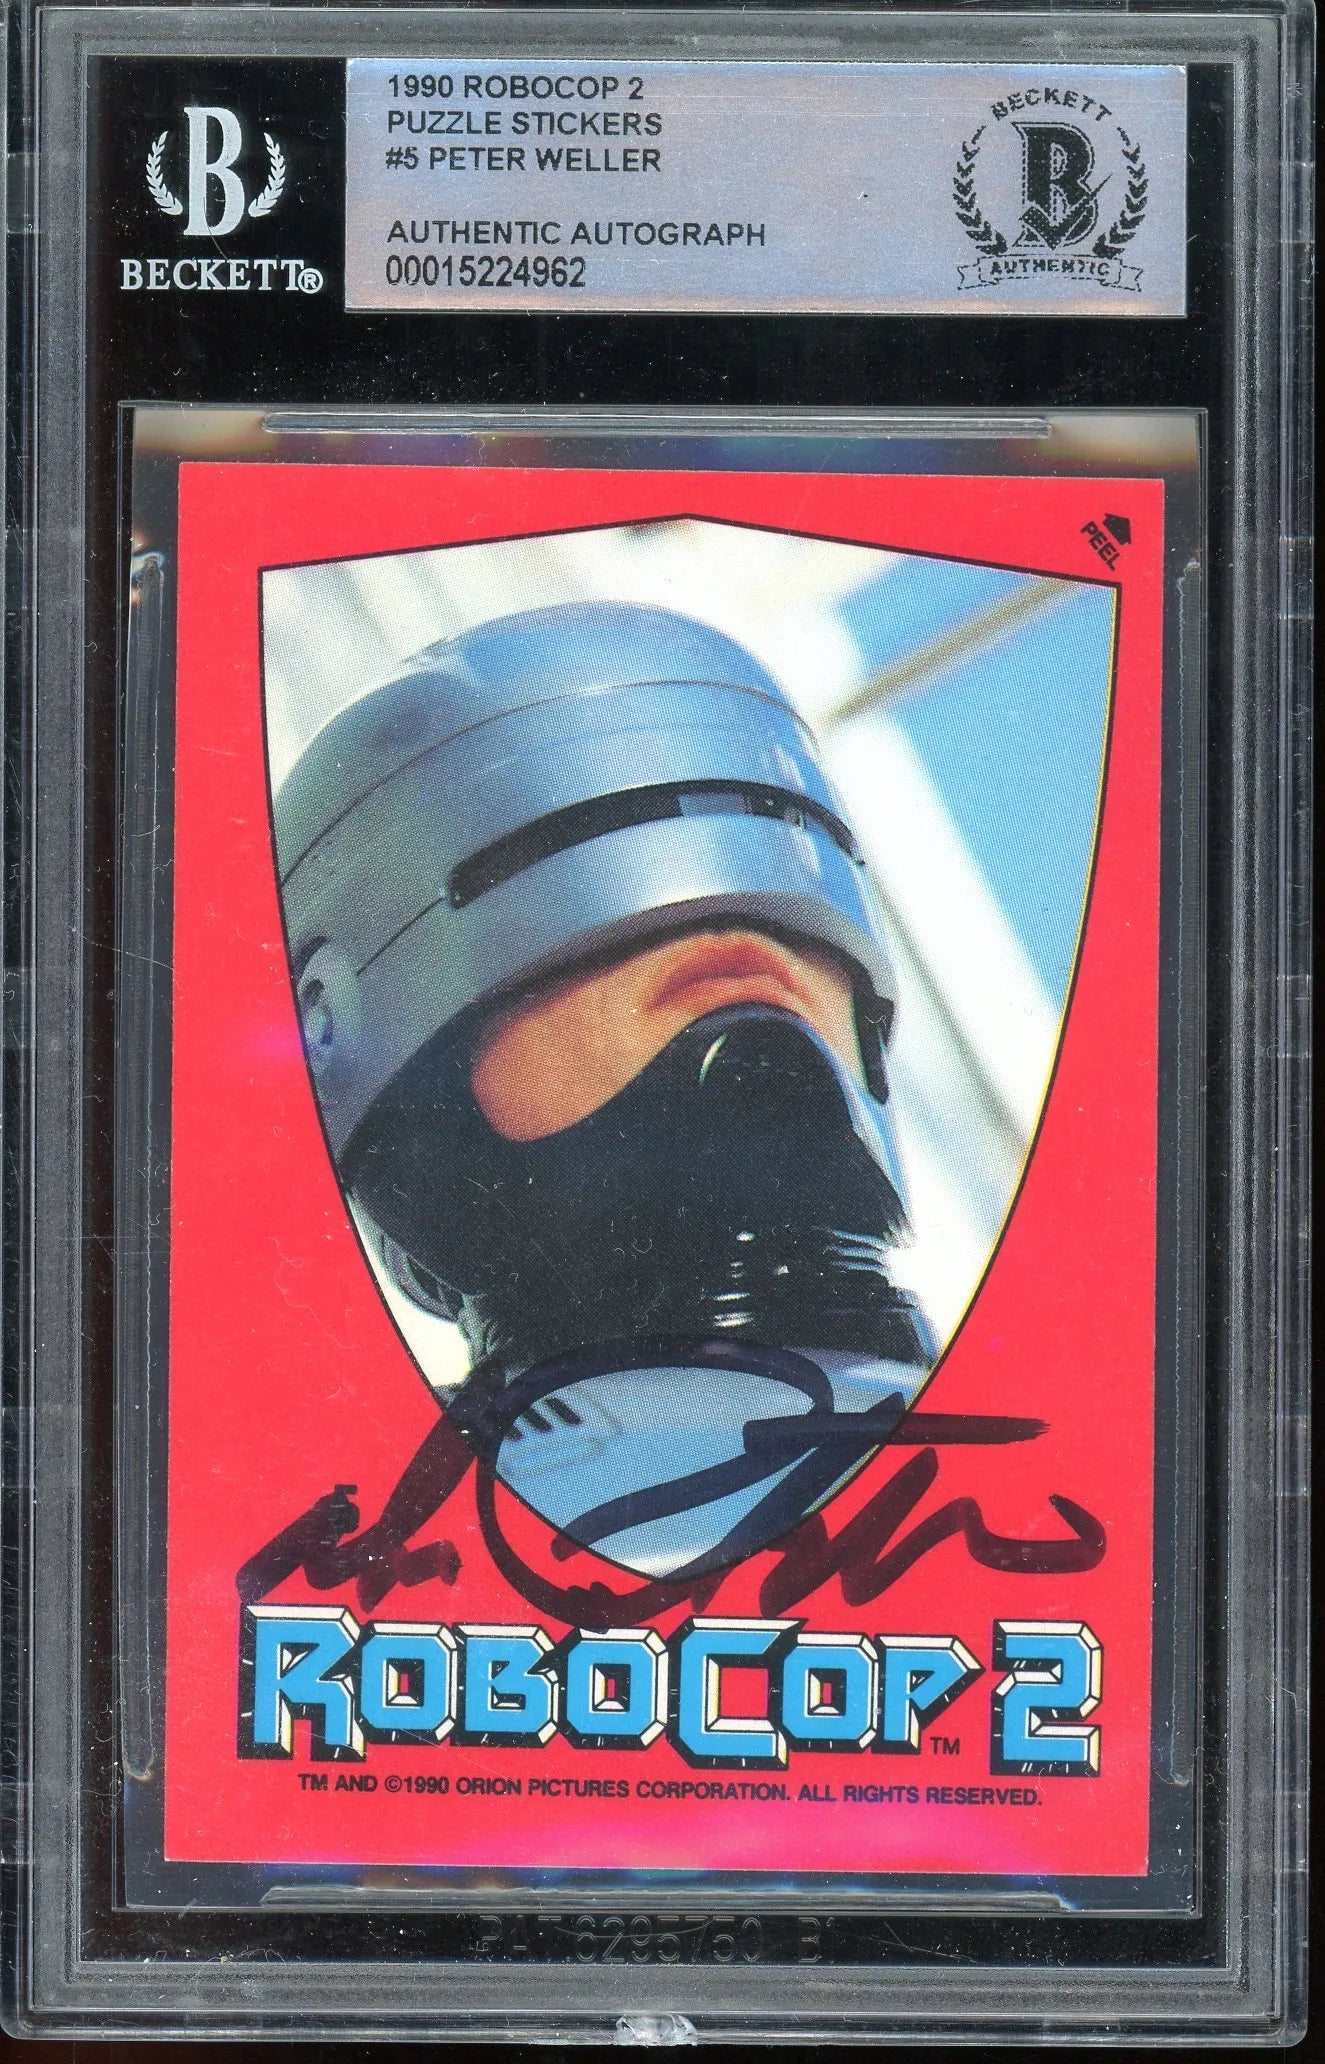 1990 ROBOCOP 2
PUZZLE STICKERS
#5 PETER WELLER
AUTHENTIC AUTOGRAPH
00015224962
B
BECKETT®
BECKETT
B
AUTHENTIC
PEEL
ROBOCOP 2
TM
TM AND ©1990 ORION PICTURES CORPORATION. ALL RIGHTS RESERVED.